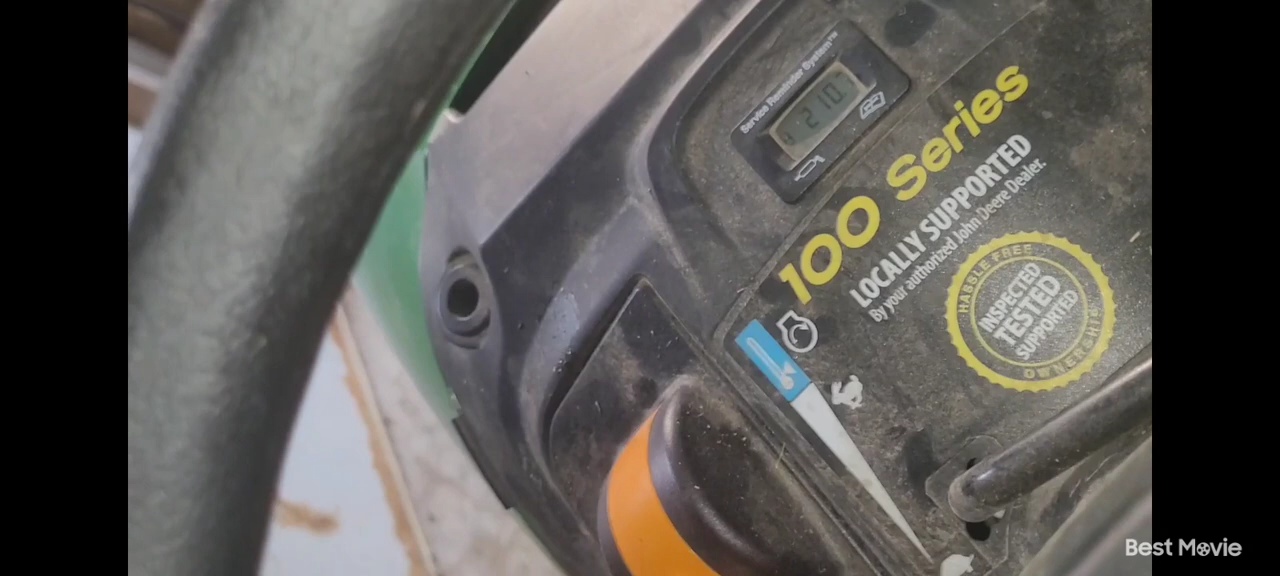 Service Reminder System™
210.
100 Series
LOCALLY SUPPORTED
By your authorized John Deere Dealer.
HASSLE FREE
INSPECTED
TESTED
SUPPORTED
OWNERSHIP
Best Movie